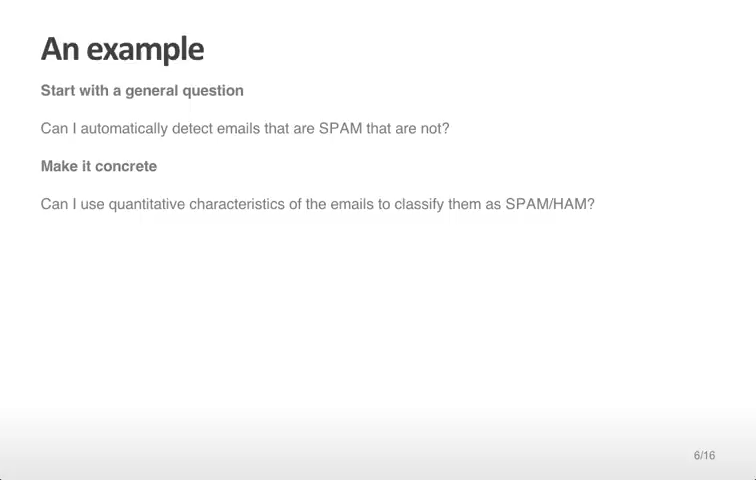 An example
Start with a general question
Can I automatically detect emails that are SPAM that are not?
Make it concrete
Can I use quantitative characteristics of the emails to classify them as SPAM/HAM?
6/16